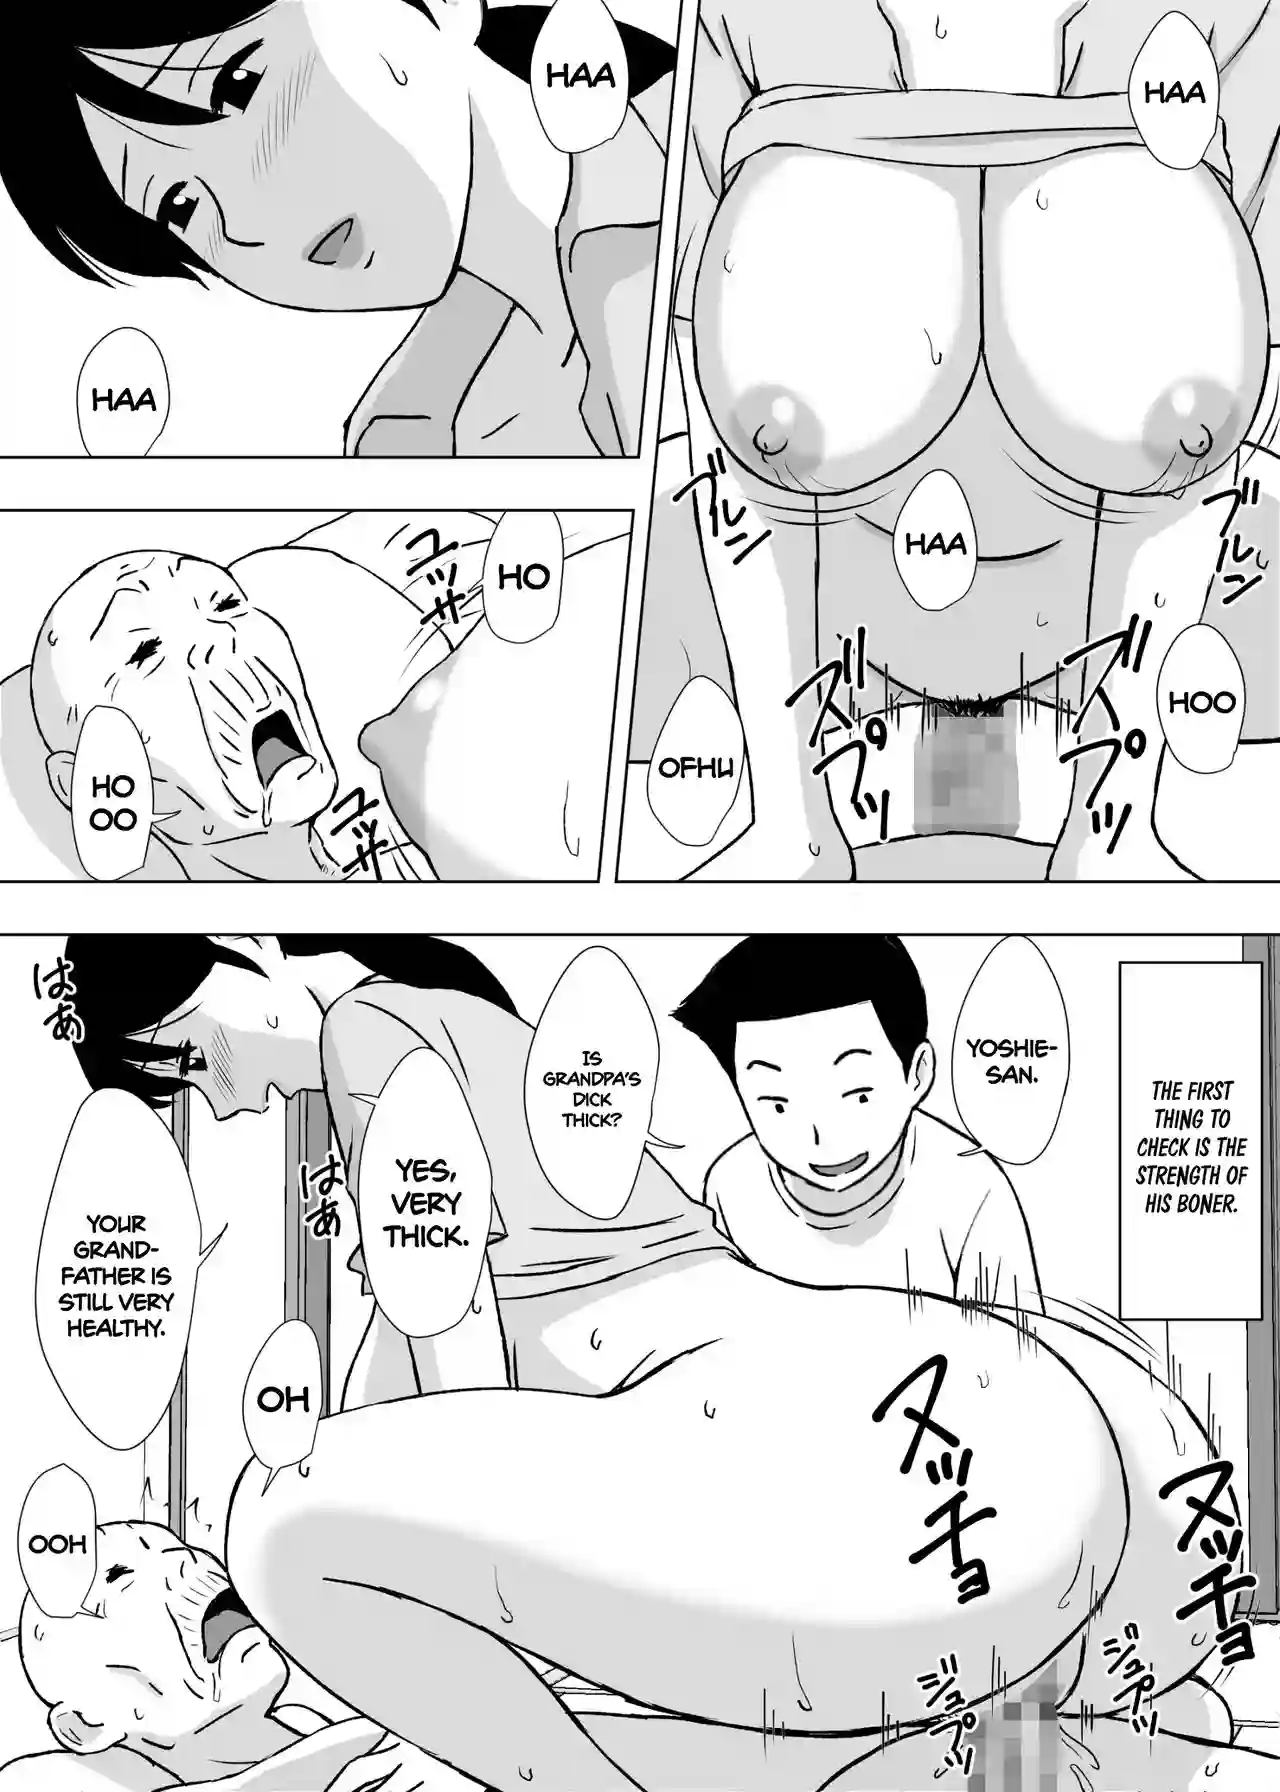 HAA
HAA
OFHU
HOO
ブルン
ブルン
ズプッ
ズプッ
HAA
HAA
HO
HO
OO
ユッサ
ユッサ
THE FIRST
THING TO
CHECK IS THE
STRENGTH OF
HIS BONER.
YOSHIE-
SAN.
IS
GRANDPA'S
DICK
THICK?
YES,
VERY
THICK.
YOUR
GRAND-
FATHER IS
STILL VERY
HEALTHY.
はあ
はあ
OH
OOH
ヌッチョ
ヌッチョ
ジュプッ
ジュプッ